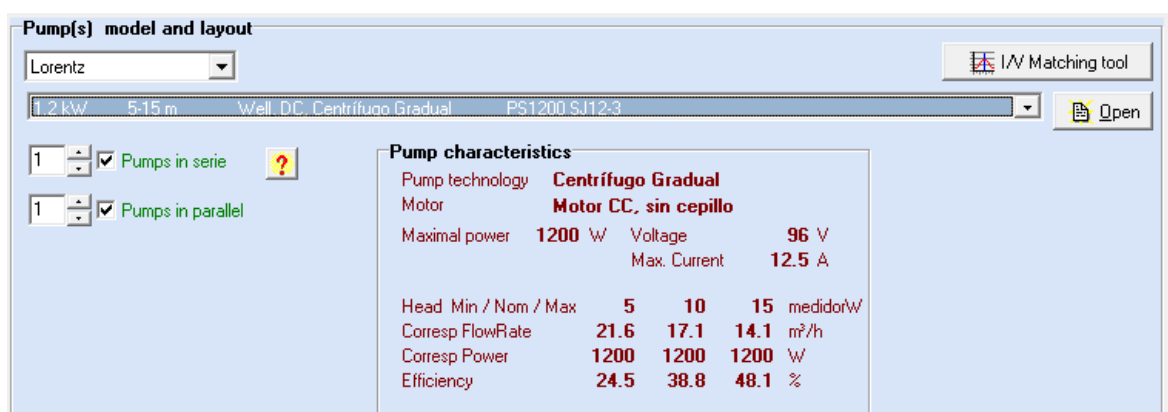 Pump(s) model and layout
Lorentz
I/V Matching tool
1.2 kW 5-15 m Well, DC, Centrífugo Gradual PS1200 SJ12-3
Open
1 Pumps in serie ?
1 Pumps in parallel
Pump characteristics
Pump technology Centrífugo Gradual
Motor Motor CC, sin cepillo
Maximal power 1200 W Voltage 96 V
Max. Current 12.5 A
Head Min / Nom / Max 5 10 15 medidorW
Corresp FlowRate 21.6 17.1 14.1 m³/h
Corresp Power 1200 1200 1200 W
Efficiency 24.5 38.8 48.1 %